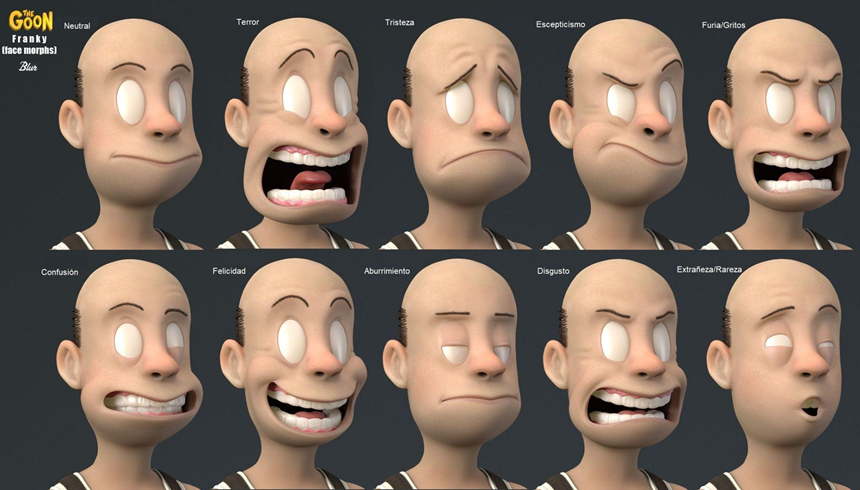 THE
GOON
Franky
(face morphs)
Blur
Neutral
Terror
Tristeza
Escepticismo
Furia/Gritos
Confusión
Felicidad
Aburrimiento
Disgusto
Extrañeza/Rareza